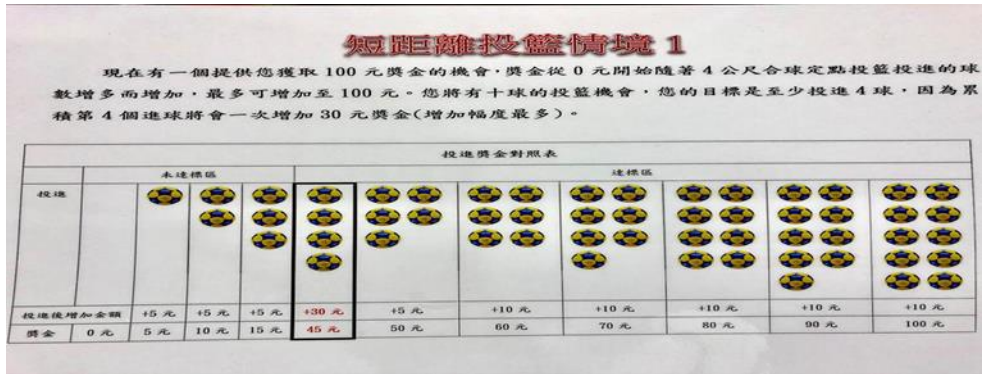 短距離投籃情境 1
現在有一個提供您獲取 100 元獎金的機會，獎金從 0 元開始隨著 4 公尺合球定點投籃投進的球
數增多而增加，最多可增加至 100 元。您將有十球的投籃機會，您的目標是至少投進 4 球，因為累
積第 4 個進球將會一次增加 30 元獎金(增加幅度最多)。
投進獎金對照表
未達標區 達標區
投進
投進後增加金額 +5 元 +5 元 +5 元 +30 元 +5 元 +10 元 +10 元 +10 元 +10 元 +10 元
獎金 0 元 5 元 10 元 15 元 45 元 50 元 60 元 70 元 80 元 90 元 100 元